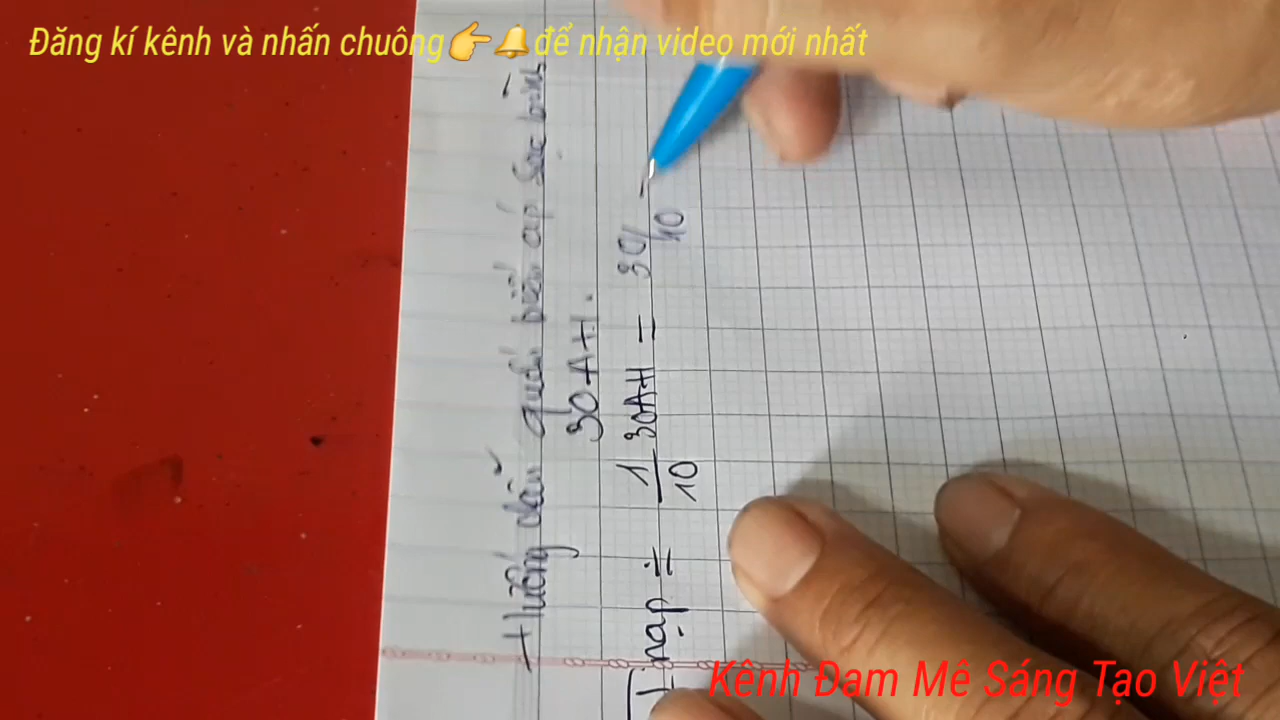 Đăng kí kênh và nhấn chuông👉🔔để nhận video mới nhất
Hướng dẫn quấn biến áp sạc bình
30AH.
I nạp = 1/10 30AH = 30/10 =
Kênh Đam Mê Sáng Tạo Việt